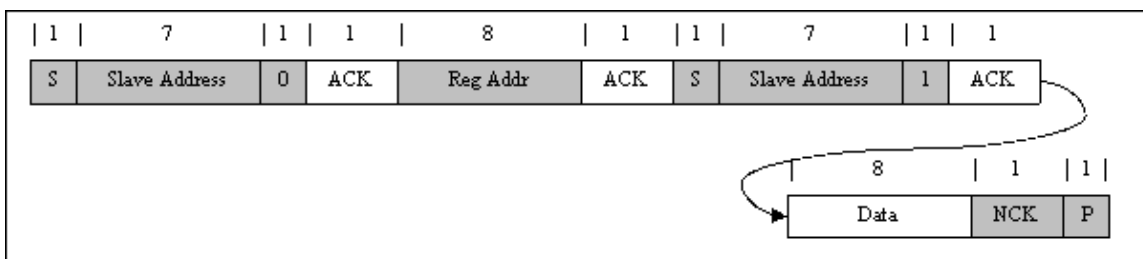 | 1 | 7 | 1 | 1 | 8 | 1 | 1 | 7 | 1 | 1
S Slave Address 0 ACK Reg Addr ACK S Slave Address 1 ACK
| 8 | 1 | 1 |
Data NCK P